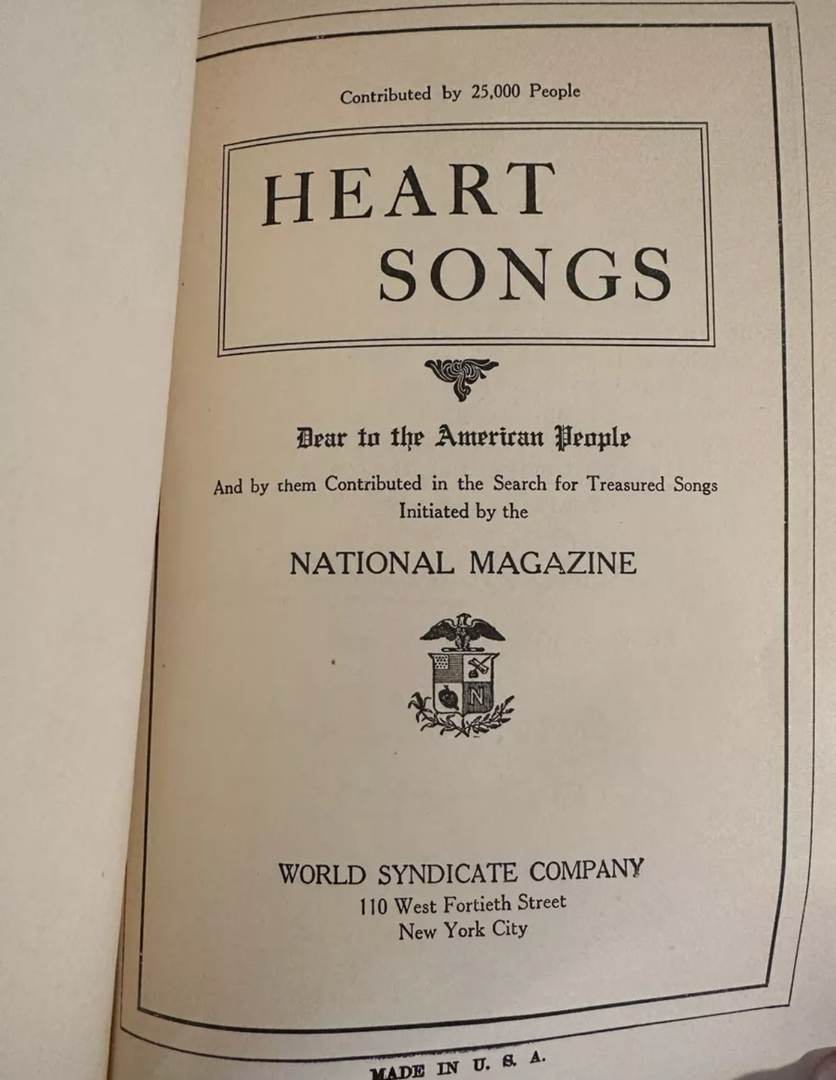 Contributed by 25,000 People
HEART
SONGS
Dear to the American People
And by them Contributed in the Search for Treasured Songs
Initiated by the
NATIONAL MAGAZINE
N
WORLD SYNDICATE COMPANY
110 West Fortieth Street
New York City
MADE IN U. S. A.